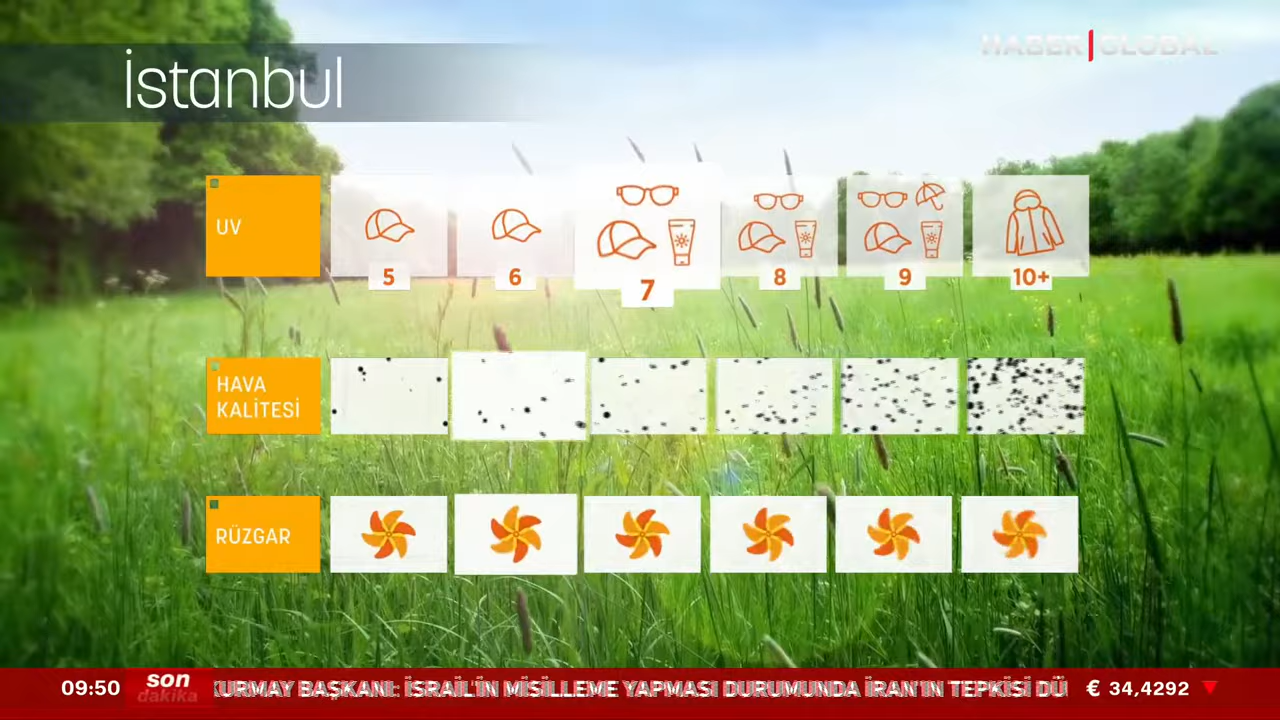 İstanbul
HABER GLOBAL
UV
5
6
7
8
9
10+
HAVA
KALİTESİ
RÜZGAR
09:50
son
dakika
KURMAY BAŞKANI: İSRAİL'İN MİSİLLEME YAPMASI DURUMUNDA İRAN'IN TEPKİSİ
€ 34,4292